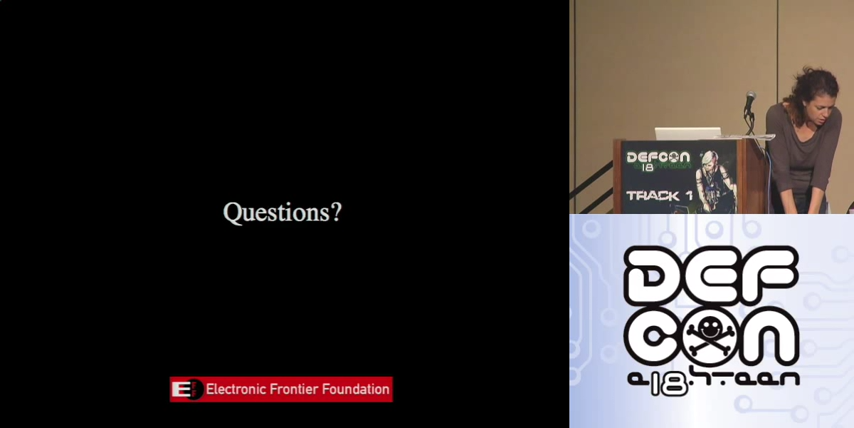 Questions?
Electronic Frontier Foundation
DEFCON
18
TRACK 1
DEF
CON
18